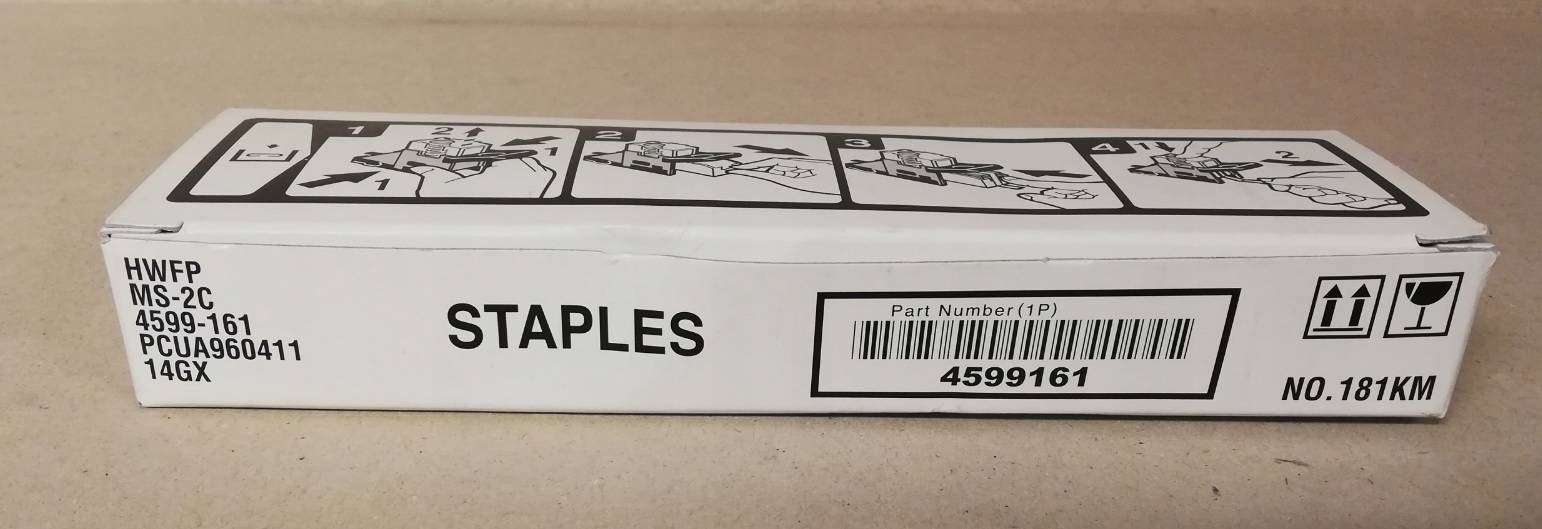 1
2
1
1
2
3
4
1
2
HWFP
MS-2C
4599-161
PCUA960411
14GX
STAPLES
Part Number(1P)
4599161
NO.181KM